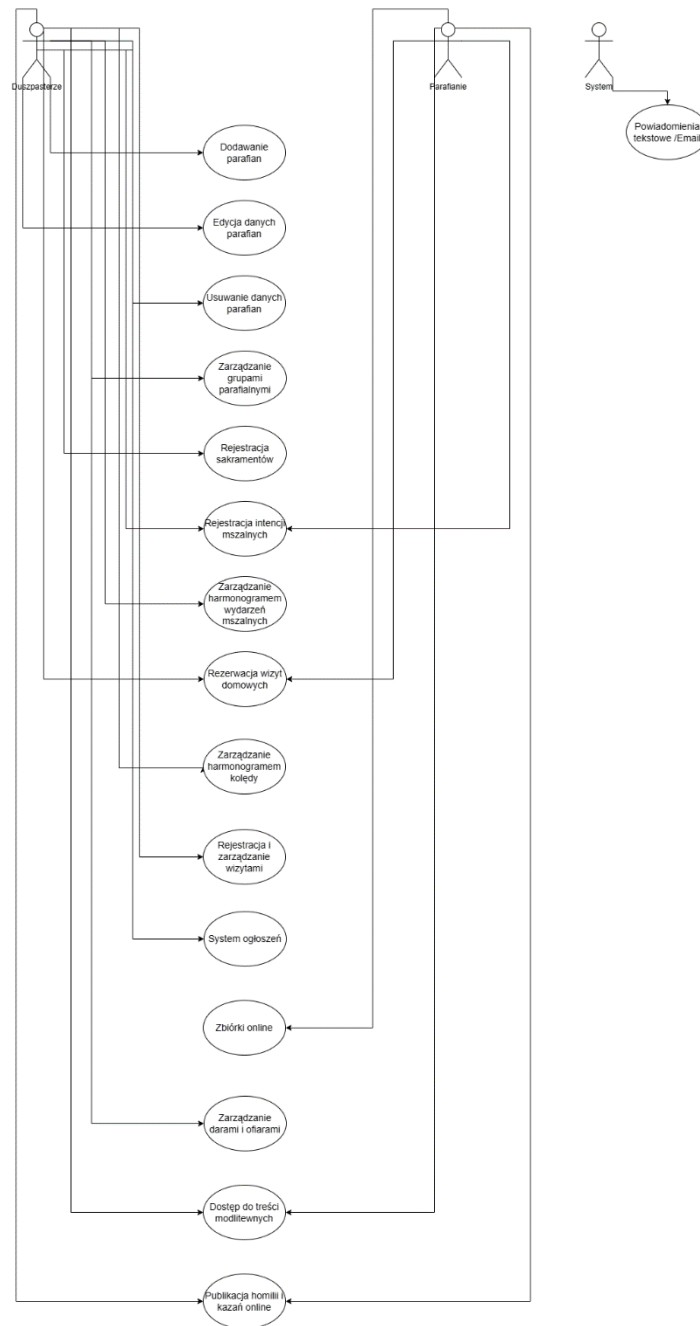 Duszpasterze
Parafianie
System
Powiadomienia
tekstowe /Email
Dodawanie
parafian
Edycja danych
parafian
Usuwanie danych
parafian
Zarządzanie
grupami
parafialnymi
Rejestracja
sakramentów
Rejestracja intencji
mszalnych
Zarządzanie
harmonogramem
wydarzeń
mszalnych
Rezerwacja wizyt
domowych
Zarządzanie
harmonogramem
kolędy
Rejestracja i
zarządzanie
wizytami
System ogłoszeń
Zbiórki online
Zarządzanie
darami i ofiarami
Dostęp do treści
modlitewnych
Publikacja homilii i
kazań online